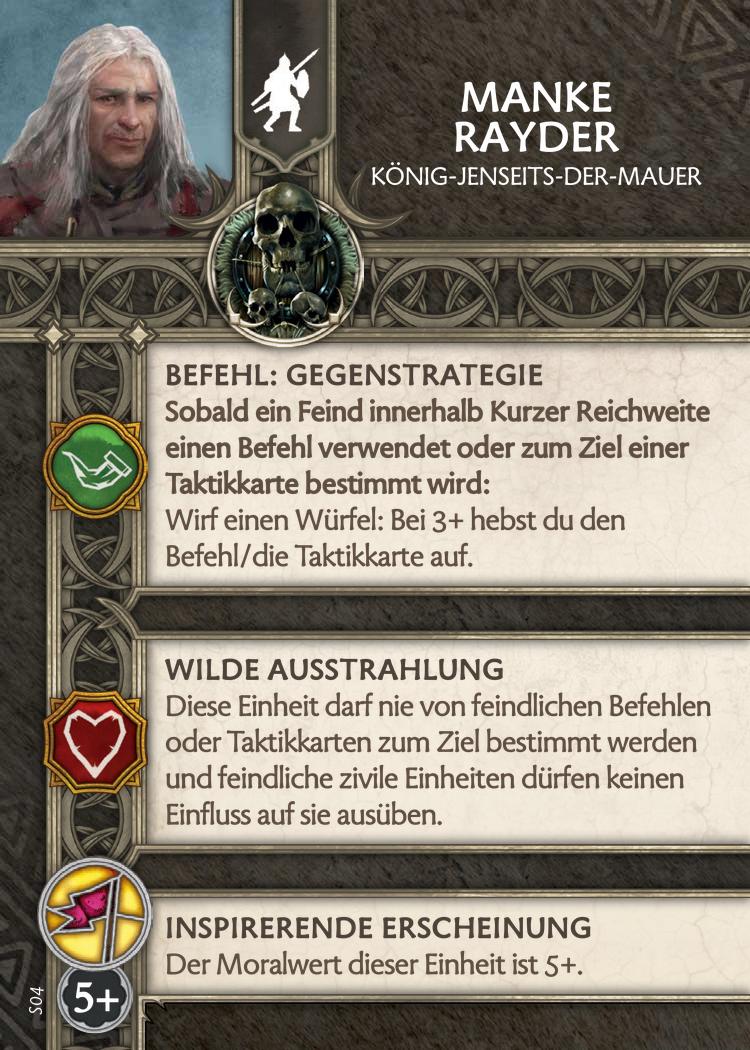 MANKE
RAYDER
KÖNIG-JENSEITS-DER-MAUER
BEFEHL: GEGENSTRATEGIE
Sobald ein Feind innerhalb Kurzer Reichweite
einen Befehl verwendet oder zum Ziel einer
Taktikkarte bestimmt wird:
Wirf einen Würfel: Bei 3+ hebst du den
Befehl/die Taktikkarte auf.
WILDE AUSSTRAHLUNG
Diese Einheit darf nie von feindlichen Befehlen
oder Taktikkarten zum Ziel bestimmt werden
und feindliche zivile Einheiten dürfen keinen
Einfluss auf sie ausüben.
INSPIRERENDE ERSCHEINUNG
Der Moralwert dieser Einheit ist 5+.
5+
S04